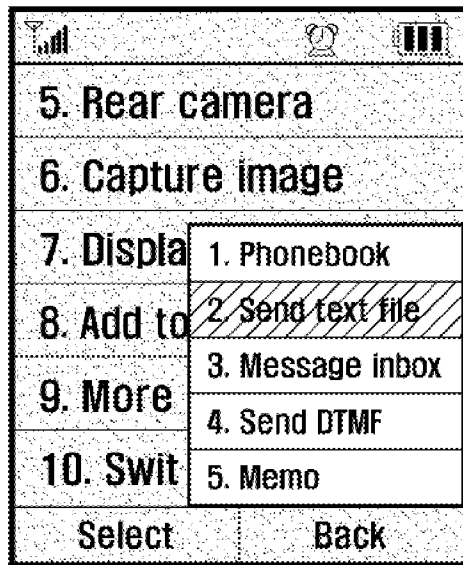 5. Rear camera
6. Capture image
7. Displa
1. Phonebook
8. Add to
2. Send text file
3. Message inbox
9. More
4. Send DTMF
10. Swit
5. Memo
Select Back